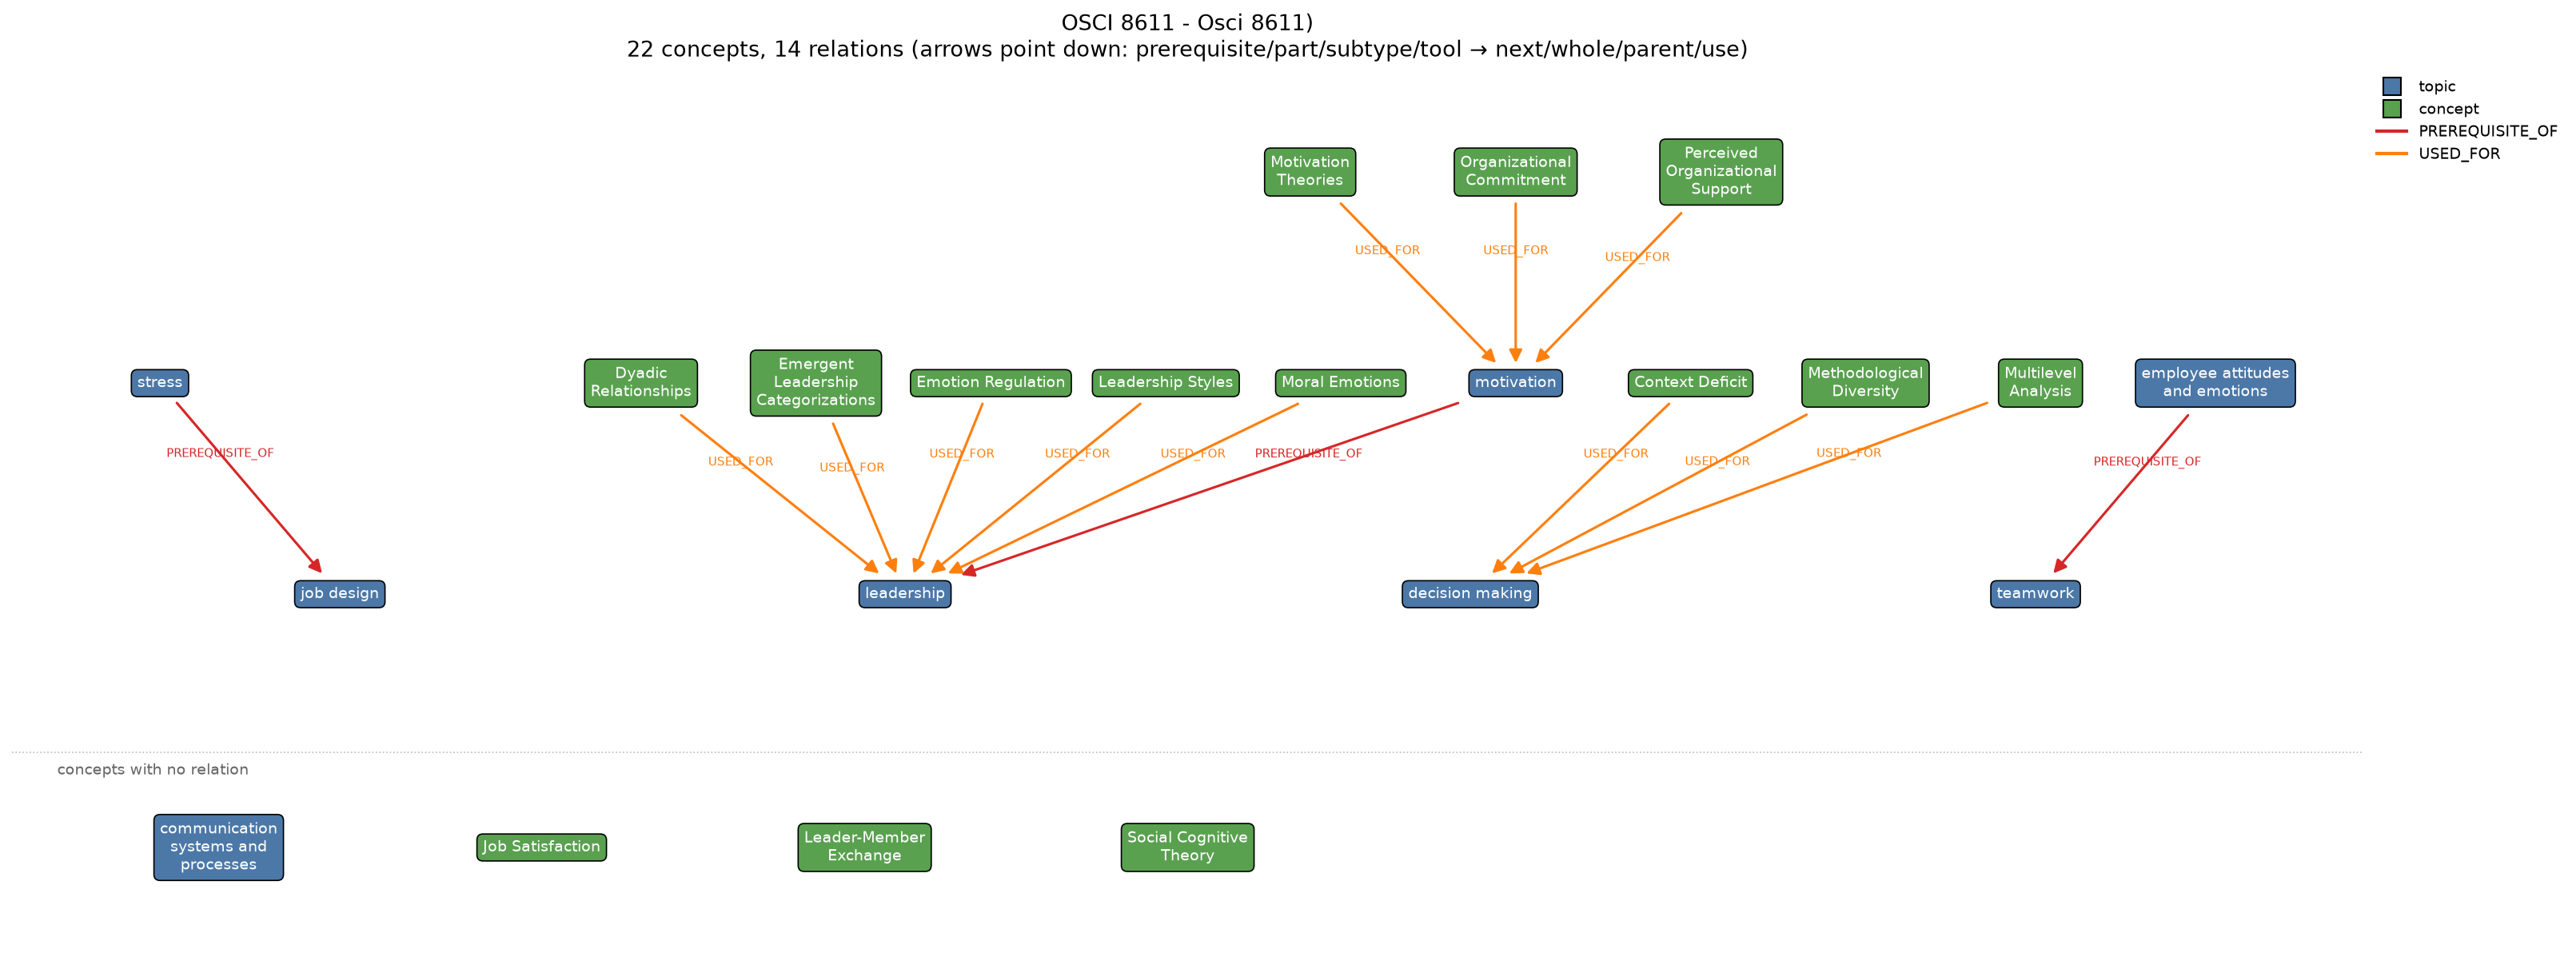 OSCI 8611 - Osci 8611)
22 concepts, 14 relations (arrows point down: prerequisite/part/subtype/tool → next/whole/parent/use)
topic
concept
PREREQUISITE_OF
USED_FOR
Motivation
Theories
Organizational
Commitment
Perceived
Organizational
Support
USED_FOR
USED_FOR
USED_FOR
stress
Dyadic
Relationships
Emergent
Leadership
Categorizations
Emotion Regulation
Leadership Styles
Moral Emotions
motivation
Context Deficit
Methodological
Diversity
Multilevel
Analysis
employee attitudes
and emotions
PREREQUISITE_OF
USED_FOR
USED_FOR
USED_FOR
USED_FOR
USED_FOR
PREREQUISITE_OF
USED_FOR
USED_FOR
USED_FOR
PREREQUISITE_OF
job design
leadership
decision making
teamwork
concepts with no relation
communication
systems and
processes
Job Satisfaction
Leader-Member
Exchange
Social Cognitive
Theory